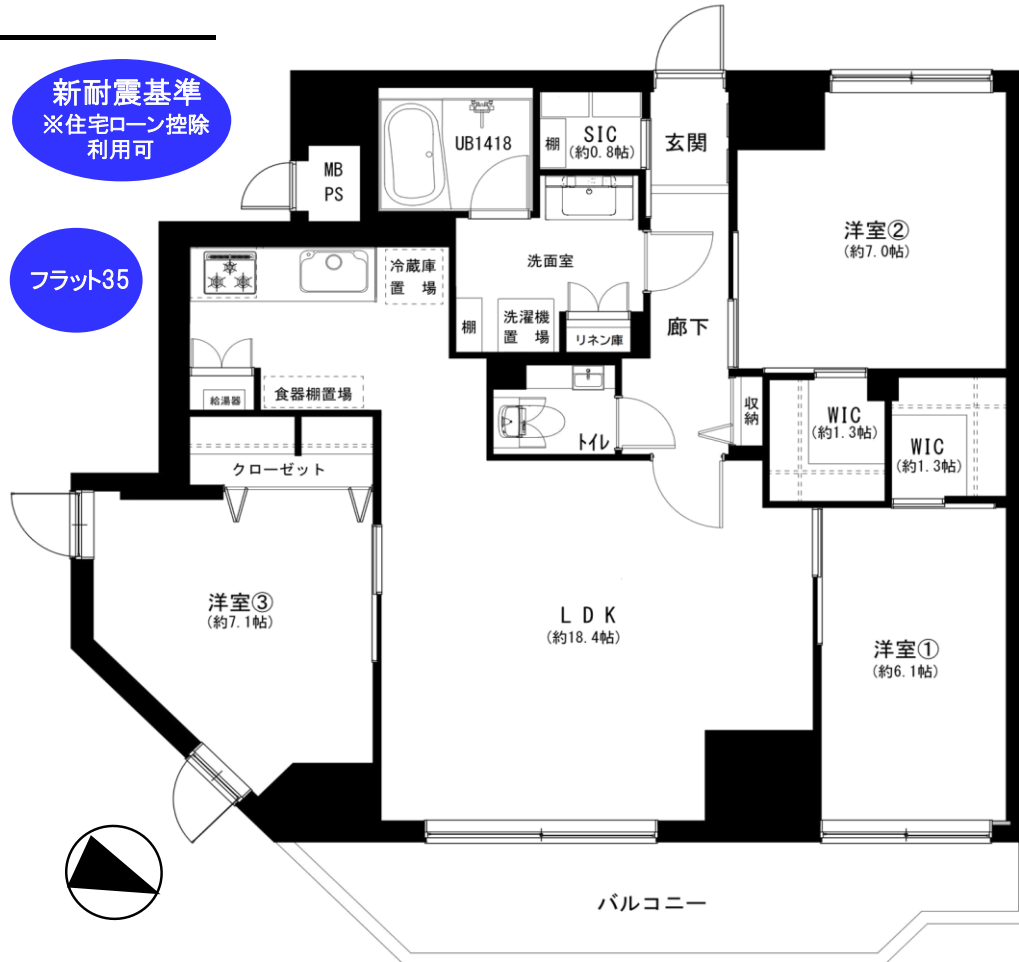 新耐震基準
※住宅ローン控除
利用可
フラット35
MB
PS
UB1418
棚
SIC
(約0.8帖)
玄関
洋室②
(約7.0帖)
冷蔵庫
置 場
洗面室
棚
洗濯機
置 場
リネン庫
廊下
給湯器
食器棚置場
トイレ
収
納
WIC
(約1.3帖)
WIC
(約1.3帖)
クローゼット
洋室③
(約7.1帖)
LDK
(約18.4帖)
洋室①
(約6.1帖)
バルコニー